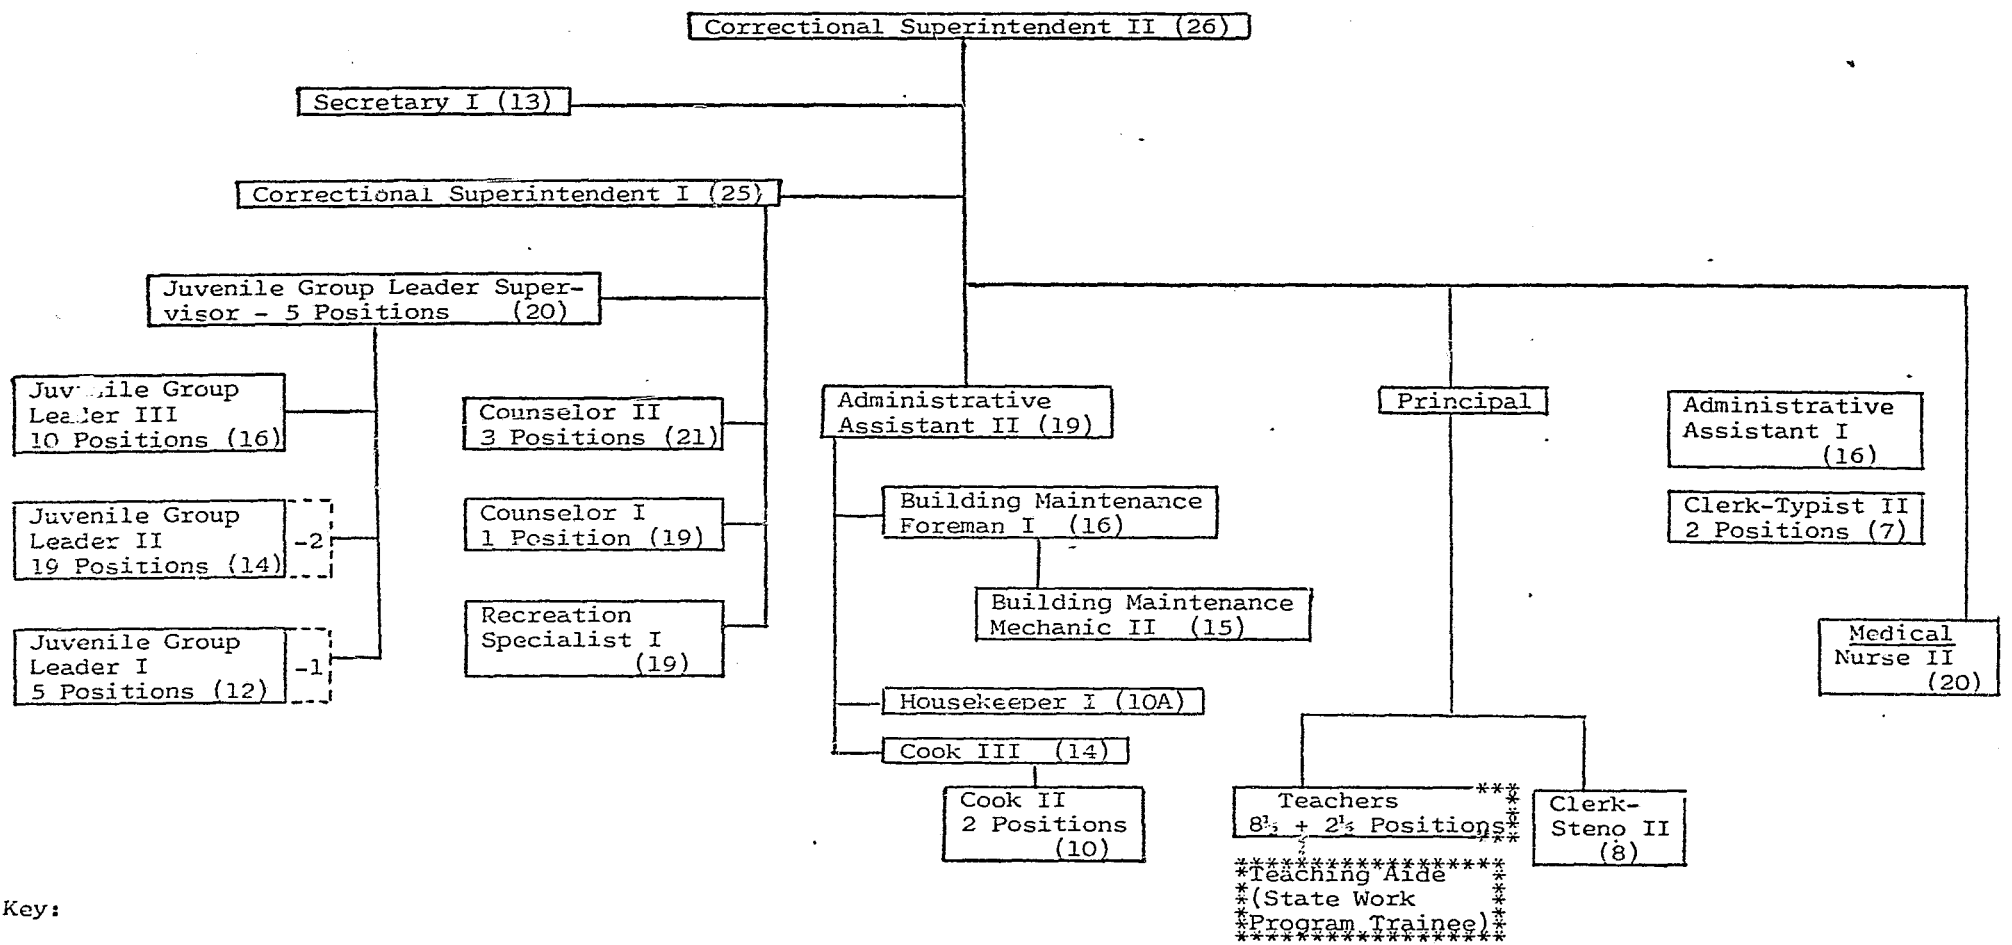 Correctional Superintendent II (26)
Secretary I (13)
Correctional Superintendent I (25)
Juvenile Group Leader Super-
visor - 5 Positions (20)
Juvenile Group
Leader III
10 Positions (16)
Juvenile Group
Leader II
19 Positions (14)
-2
Juvenile Group
Leader I
5 Positions (12)
-1
Counselor II
3 Positions (21)
Counselor I
1 Position (19)
Recreation
Specialist I
(19)
Administrative
Assistant II (19)
Building Maintenance
Foreman I (16)
Building Maintenance
Mechanic II (15)
Housekeeper I (10A)
Cook III (14)
Cook II
2 Positions
(10)
Principal
Teachers ***
8½ + Positions
*****************
*Teaching Aide *
*(State Work *
*Program Trainee)*
*****************
Clerk-
Steno II
(8)
Administrative
Assistant I
(16)
Clerk-Typist II
2 Positions (7)
Medical
Nurse II
(20)
Key: